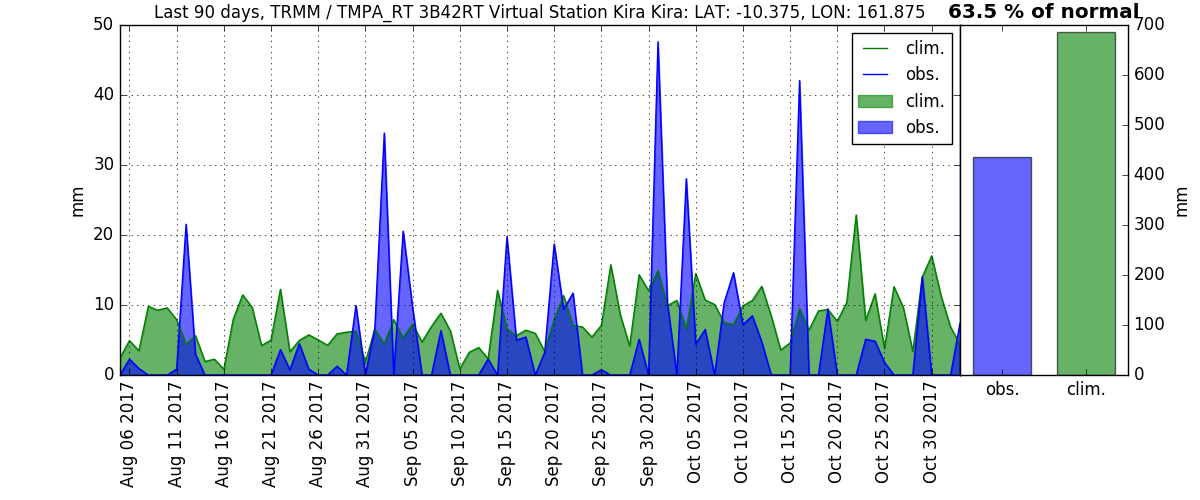 Last 90 days, TRMM / TMPA_RT 3B42RT Virtual Station Kira Kira: LAT: -10.375, LON: 161.875
63.5 % of normal
50
40
30
20
10
0
mm
clim.
obs.
clim.
obs.
Aug 06 2017
Aug 11 2017
Aug 16 2017
Aug 21 2017
Aug 26 2017
Aug 31 2017
Sep 05 2017
Sep 10 2017
Sep 15 2017
Sep 20 2017
Sep 25 2017
Sep 30 2017
Oct 05 2017
Oct 10 2017
Oct 15 2017
Oct 20 2017
Oct 25 2017
Oct 30 2017
700
600
500
400
300
200
100
0
mm
obs.
clim.